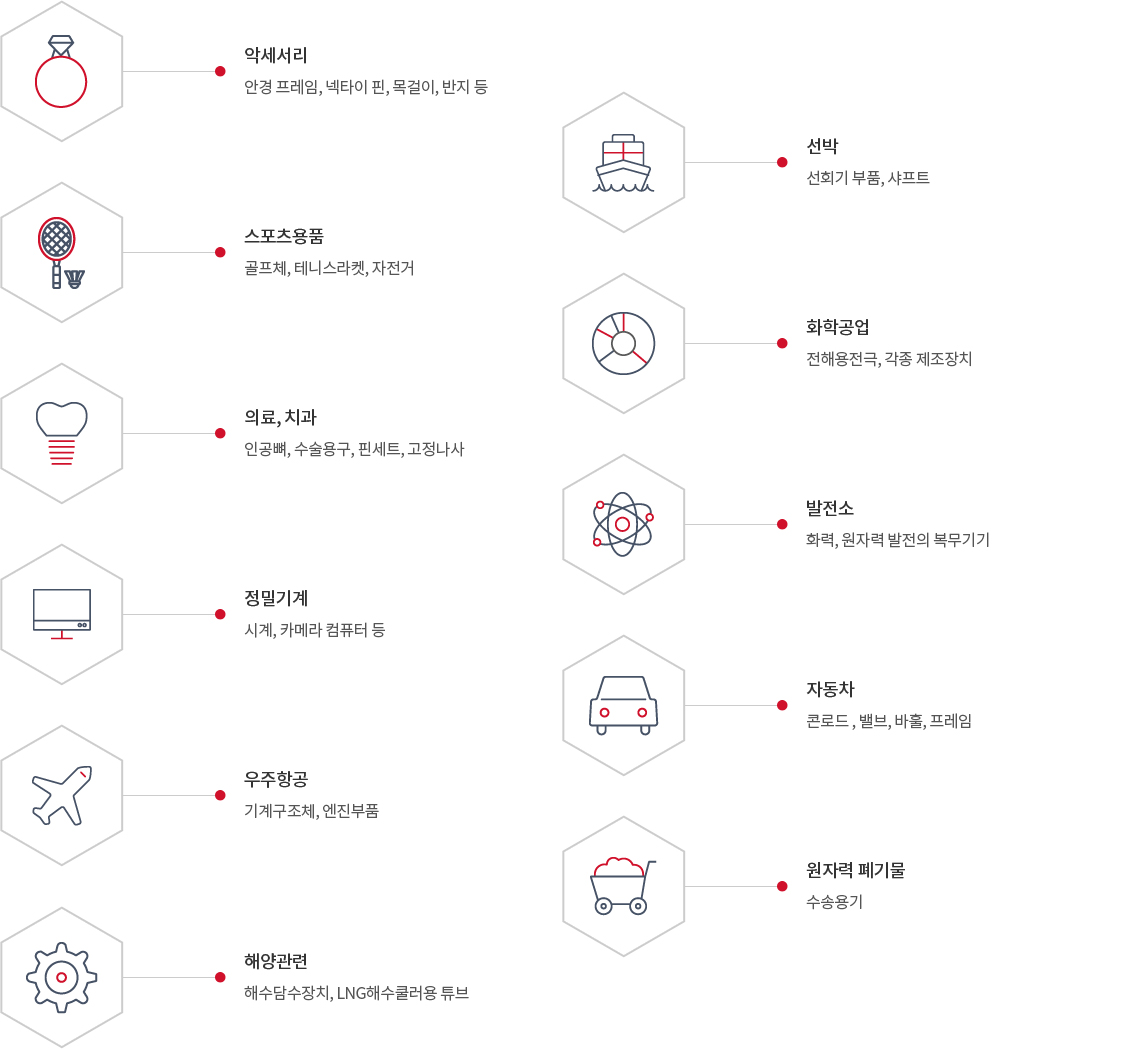 악세서리
안경 프레임, 넥타이 핀, 목걸이, 반지 등
스포츠용품
골프체, 테니스라켓, 자전거
의료, 치과
인공뼈, 수술용구, 핀세트, 고정나사
정밀기계
시계, 카메라 컴퓨터 등
우주항공
기계구조체, 엔진부품
해양관련
해수담수장치, LNG해수쿨러용 튜브
선박
선회기 부품, 샤프트
화학공업
전해용전극, 각종 제조장치
발전소
화력, 원자력 발전의 복무기기
자동차
콘로드 , 밸브, 바훌, 프레임
원자력 폐기물
수송용기